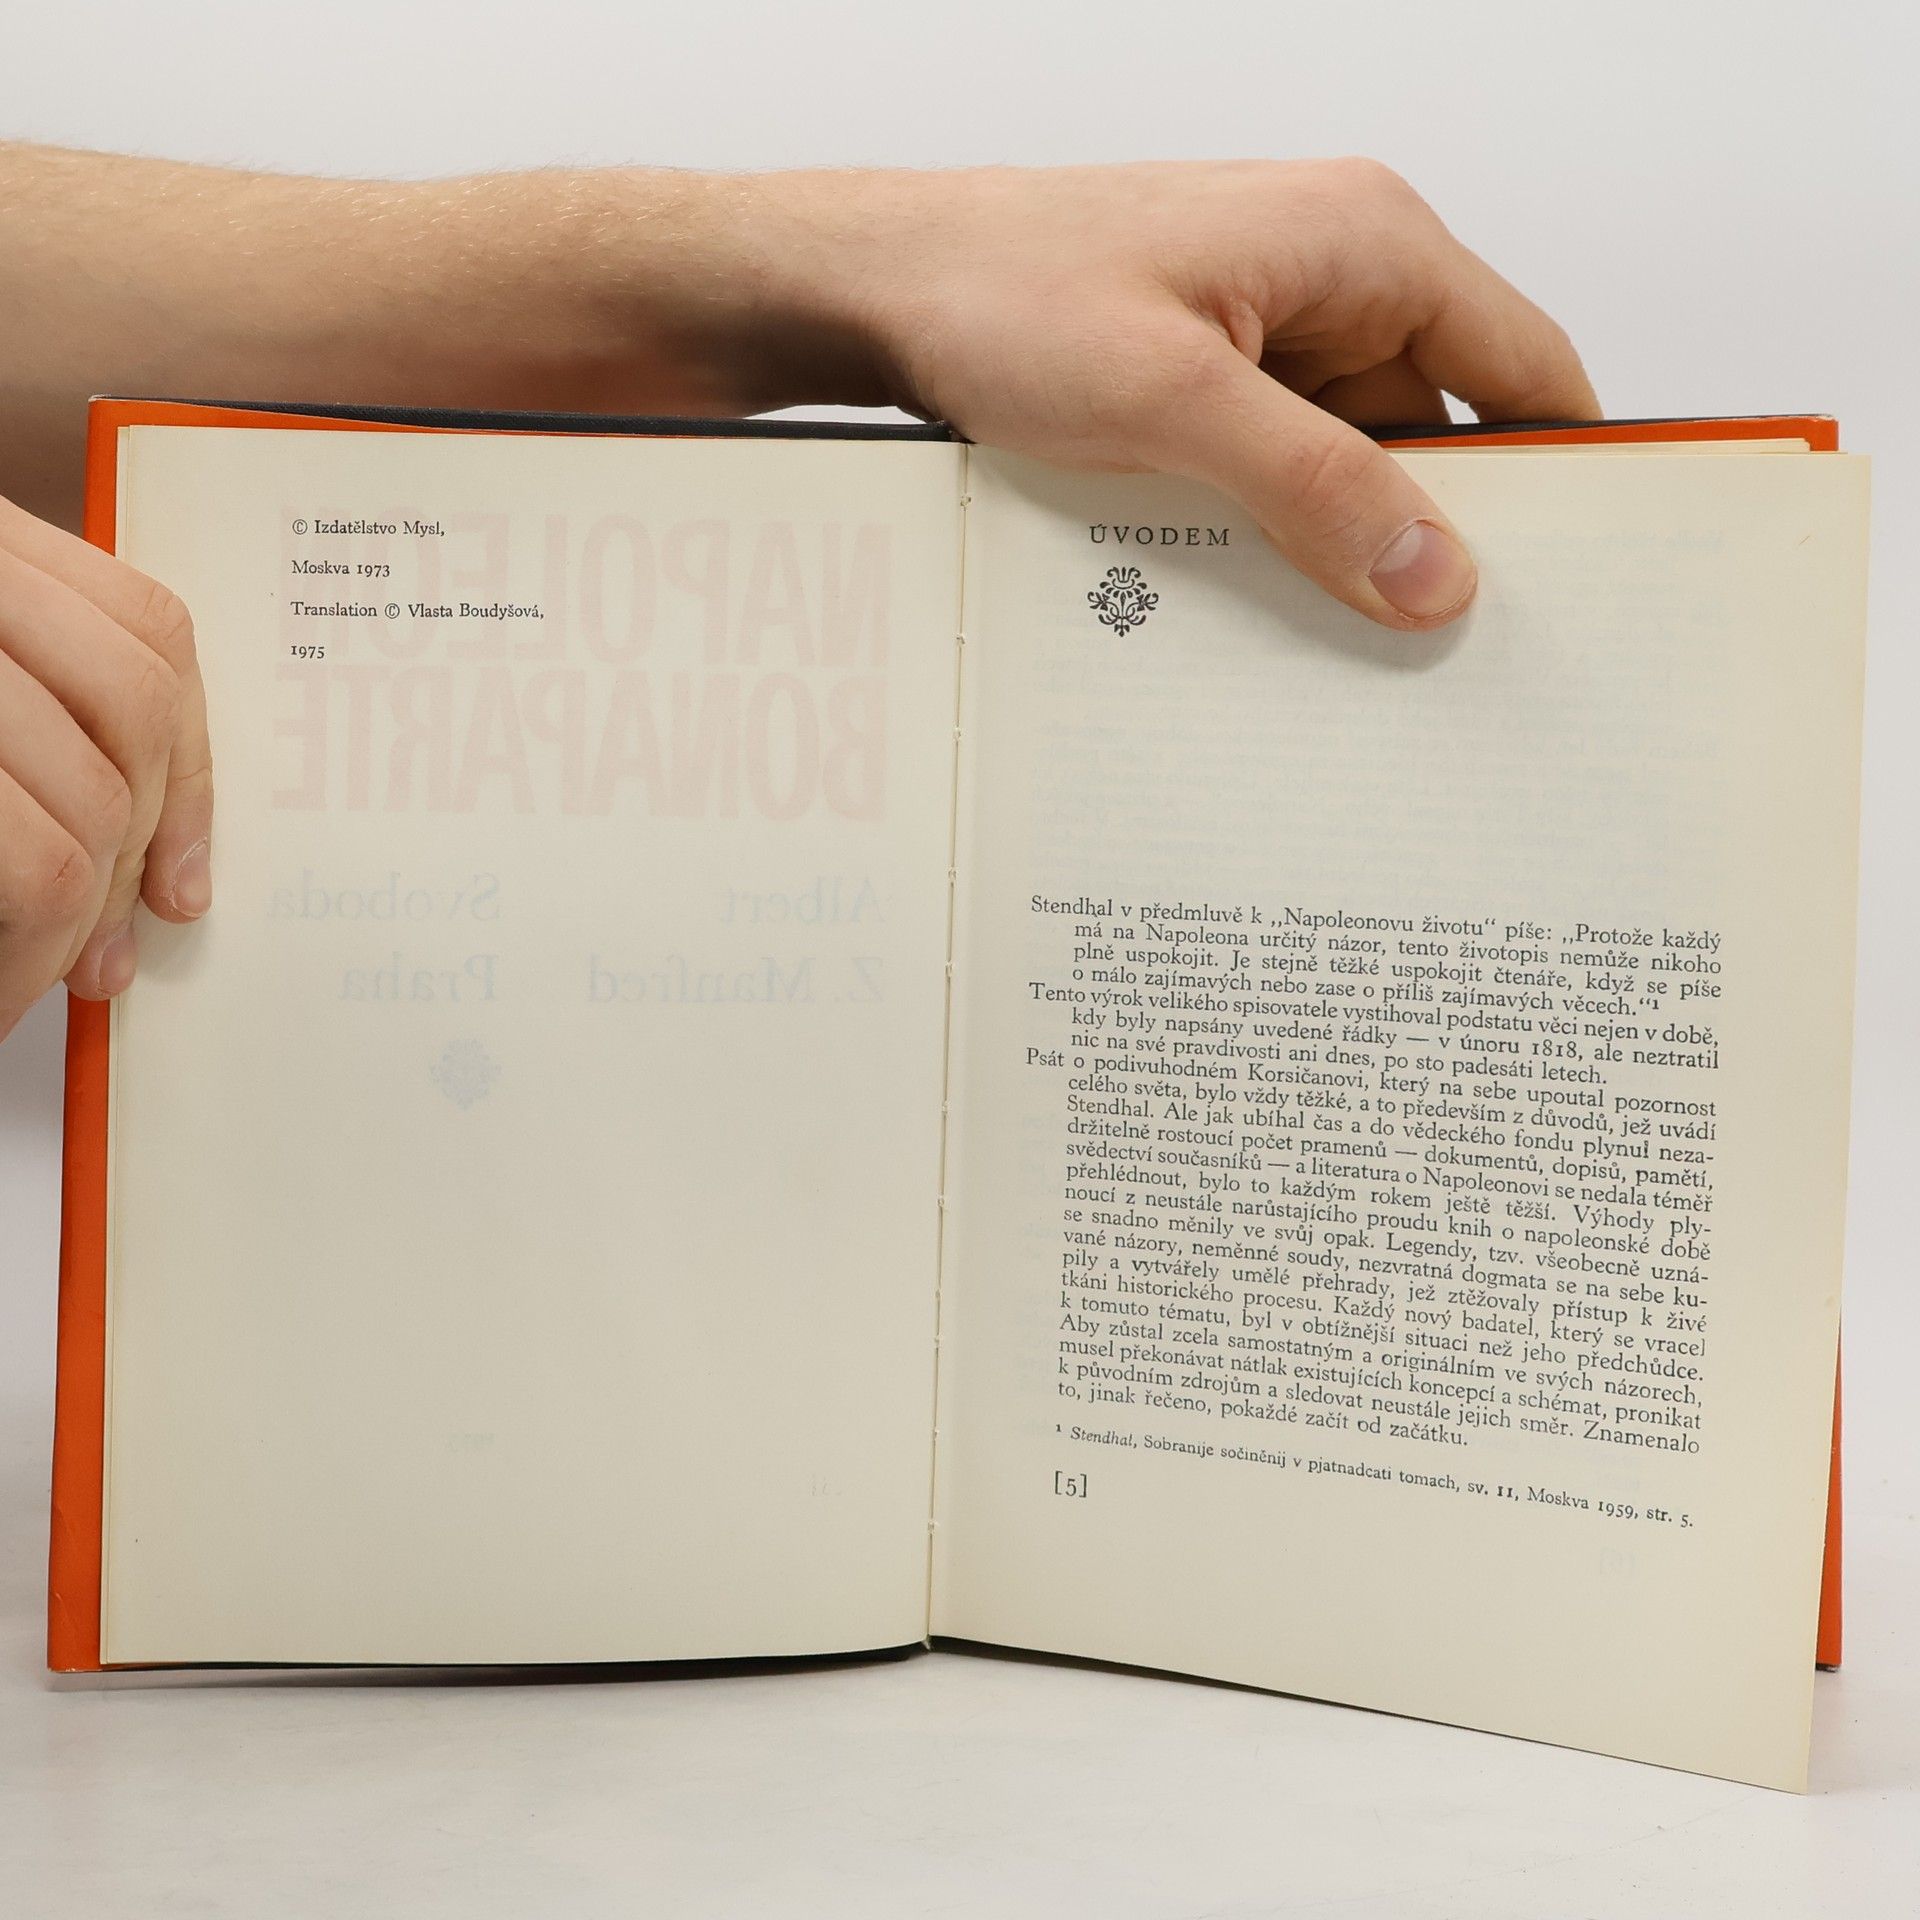 © Izdatělstvo Mysl,
Moskva 1973
Translation © Vlasta Boudyšová,
1975
NAPOLEON
BONAPARTE
Albert Svoboda
Z. Manfred Praha
ÚVODEM
Stendhal v předmluvě k ,,Napoleonovu životu“ píše: ,,Protože každý
má na Napoleona určitý názor, tento životopis nemůže nikoho
plně uspokojit. Je stejně těžké uspokojit čtenáře, když se píše
o málo zajímavých nebo zase o příliš zajímavých věcech.“¹
Tento výrok velikého spisovatele vystihoval podstatu věci nejen v době,
kdy byly napsány uvedené řádky — v únoru 1818, ale neztratil
nic na své pravdivosti ani dnes, po sto padesáti letech.
Psát o podivuhodném Korsičanovi, který na sebe upoutal pozornost
celého světa, bylo vždy těžké, a to především z důvodů, jež uvádí
Stendhal. Ale jak ubíhal čas a do vědeckého fondu plynul neza-
držitelně rostoucí počet pramenů — dokumentů, dopisů, pamětí,
svědectví současníků — a literatura o Napoleonovi se nedala téměř
přehlédnout, bylo to každým rokem ještě těžší. Výhody ply-
noucí z neustále narůstajícího proudu knih o napoleonské době
se snadno měnily ve svůj opak. Legendy, tzv. všeobecně uzná-
vané názory, neměnné soudy, nezvratná dogmata se na sebe ku-
pily a vytvářely umělé přehrady, jež ztěžovaly přístup k živé
tkáni historického procesu. Každý nový badatel, který se vracel
k tomuto tématu, byl v obtížnější situaci než jeho předchůdce.
Aby zůstal zcela samostatným a originálním ve svých názorech,
musel překonávat nátlak existujících koncepcí a schémat, pronikat
k původním zdrojům a sledovat neustále jejich směr. Znamenalo
to, jinak řečeno, pokaždé začít od začátku.
¹ Stendhal, Sobranije sočiněnij v pjatnadcati tomach, sv. 11, Moskva 1959, str. 5.
[5]